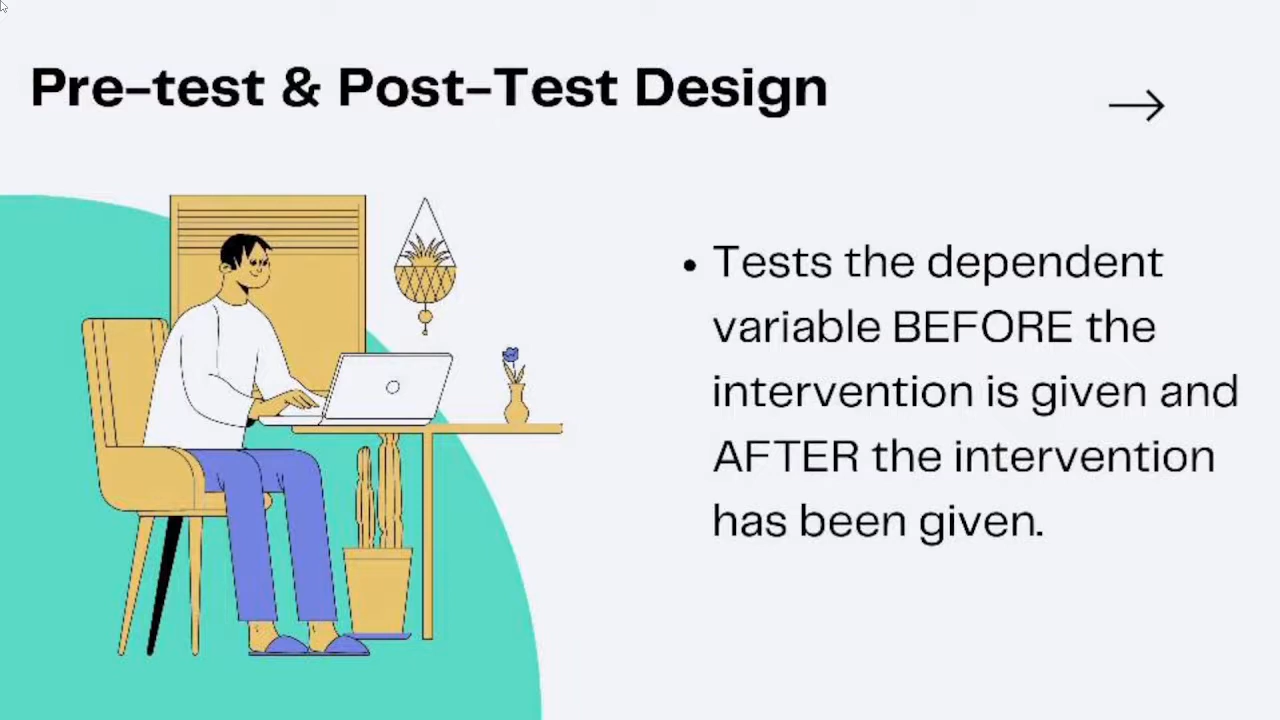 Pre-test & Post-Test Design
• Tests the dependent
variable BEFORE the
intervention is given and
AFTER the intervention
has been given.